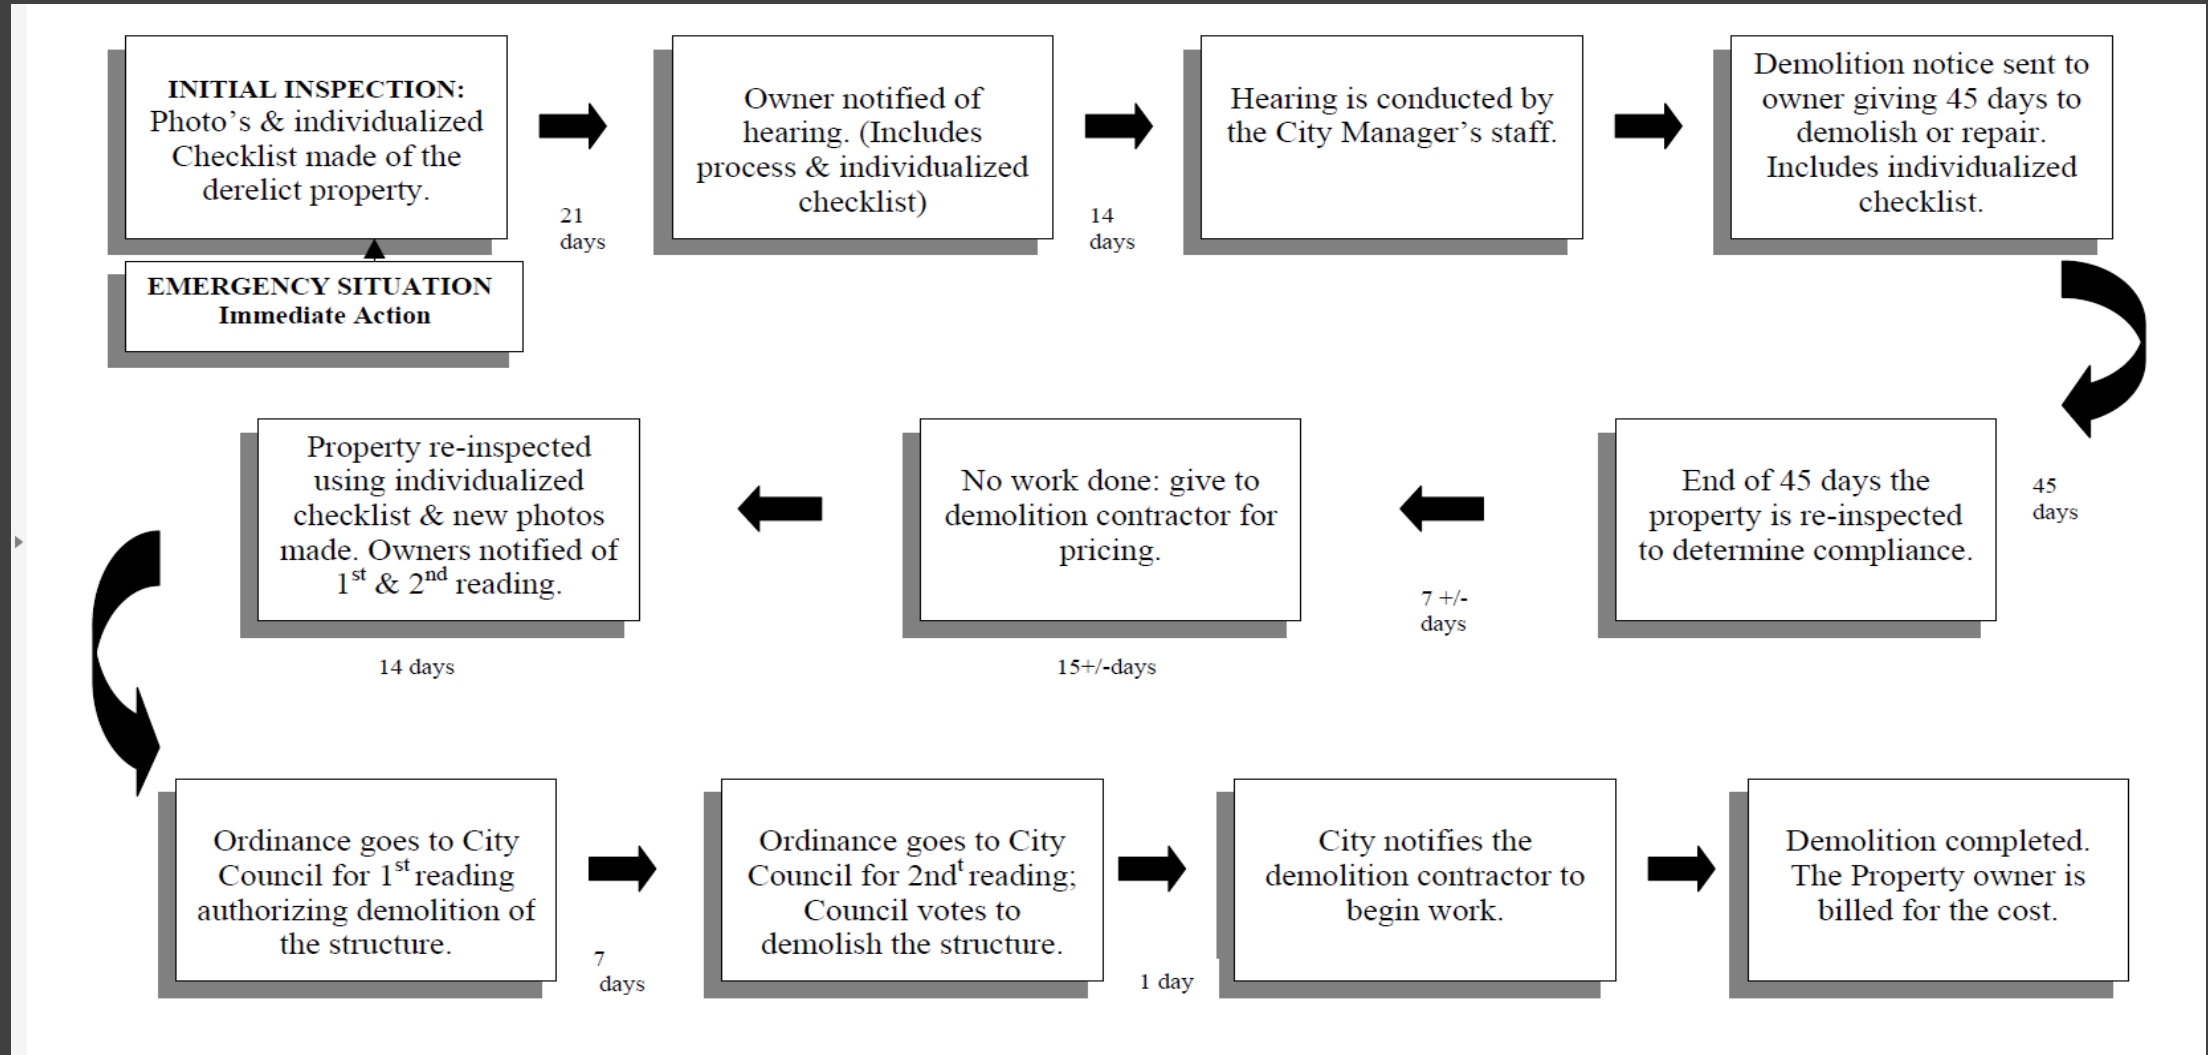 INITIAL INSPECTION:
Photo’s & individualized
Checklist made of the
derelict property.
21
days
Owner notified of
hearing. (Includes
process & individualized
checklist)
14
days
Hearing is conducted by
the City Manager’s staff.
Demolition notice sent to
owner giving 45 days to
demolish or repair.
Includes individualized
checklist.
EMERGENCY SITUATION
Immediate Action
45
days
End of 45 days the
property is re-inspected
to determine compliance.
7 +/-
days
No work done: give to
demolition contractor for
pricing.
15+/-days
Property re-inspected
using individualized
checklist & new photos
made. Owners notified of
1st & 2nd reading.
14 days
Ordinance goes to City
Council for 1st reading
authorizing demolition of
the structure.
7
days
Ordinance goes to City
Council for 2ndt reading;
Council votes to
demolish the structure.
1 day
City notifies the
demolition contractor to
begin work.
Demolition completed.
The Property owner is
billed for the cost.